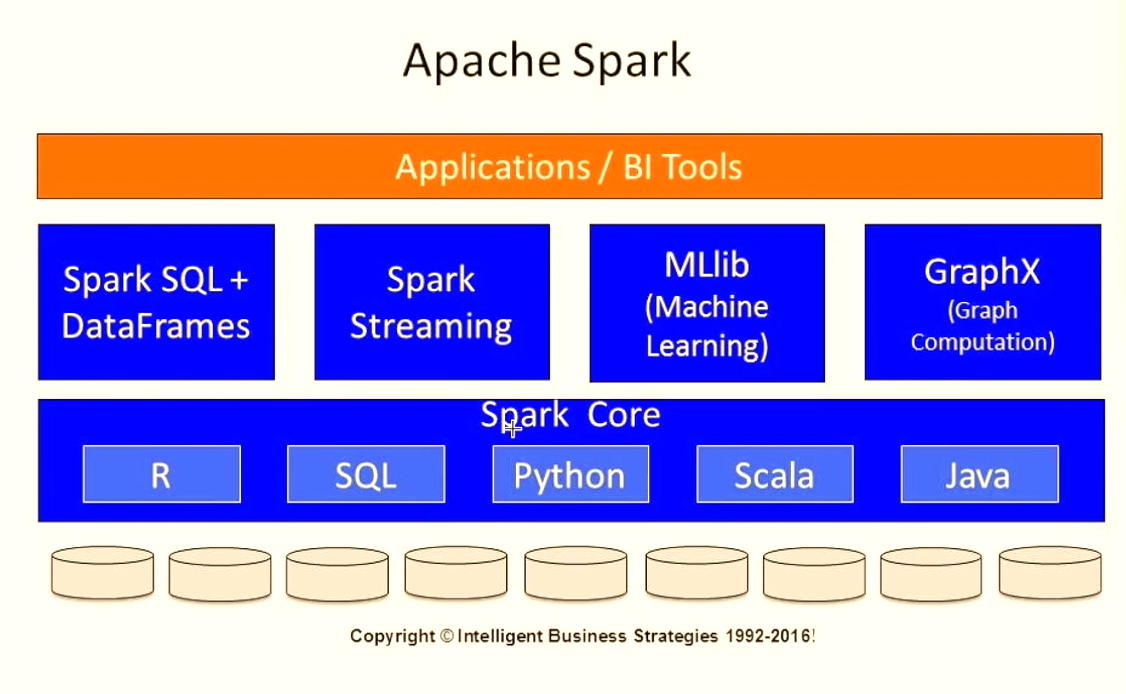 Apache Spark
Applications / BI Tools
Spark SQL +
DataFrames
Spark
Streaming
MLlib
(Machine
Learning)
GraphX
(Graph
Computation)
Spark Core
R
SQL
Python
Scala
Java
Copyright © Intelligent Business Strategies 1992-2016!